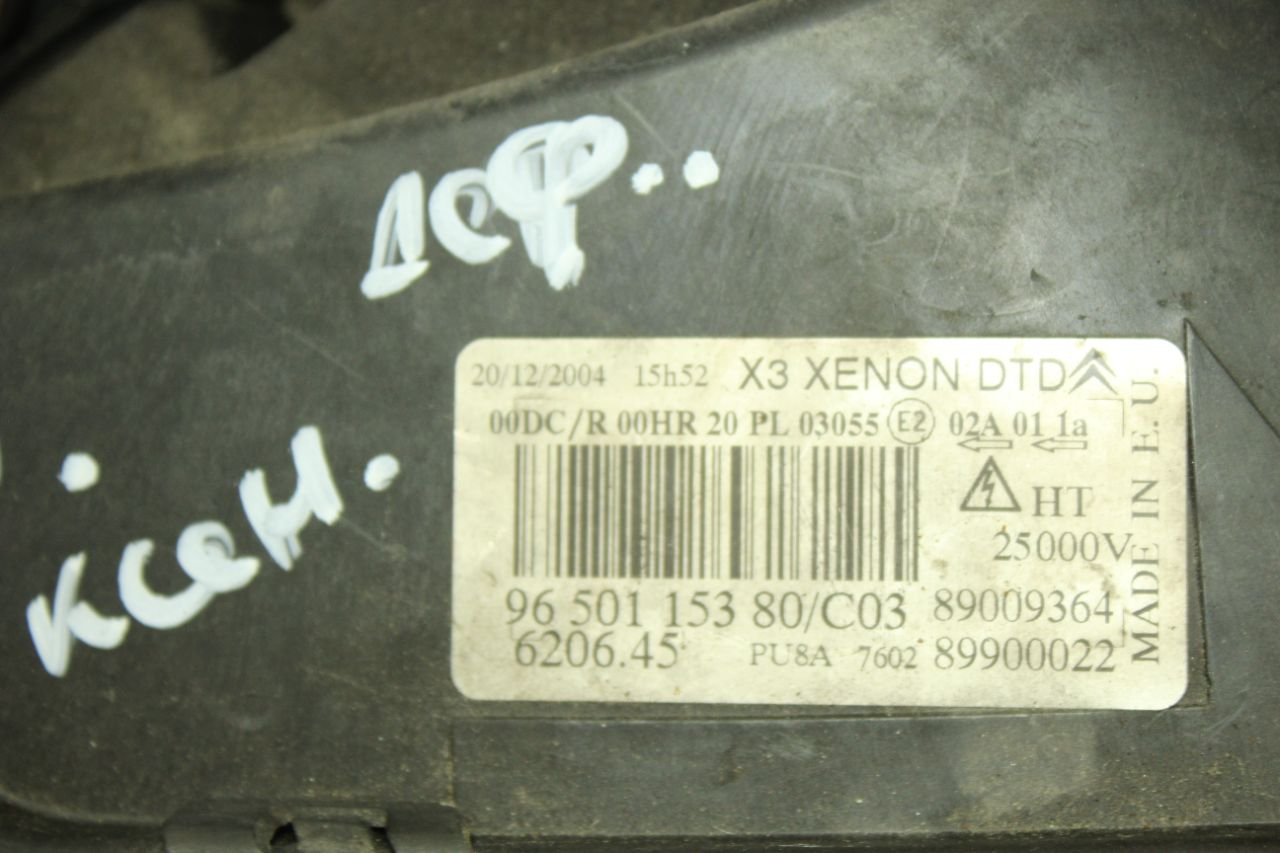 ДСФ...
КСЕН.
20/12/2004 15h52 X3 XENON DTD
00DC/R 00HR 20 PL 03055 E2 02A 01 1a
HT
25000V
96 501 153 80/C03 89009364
6206.45 PU8A 7602 89900022
MADE IN E.U.